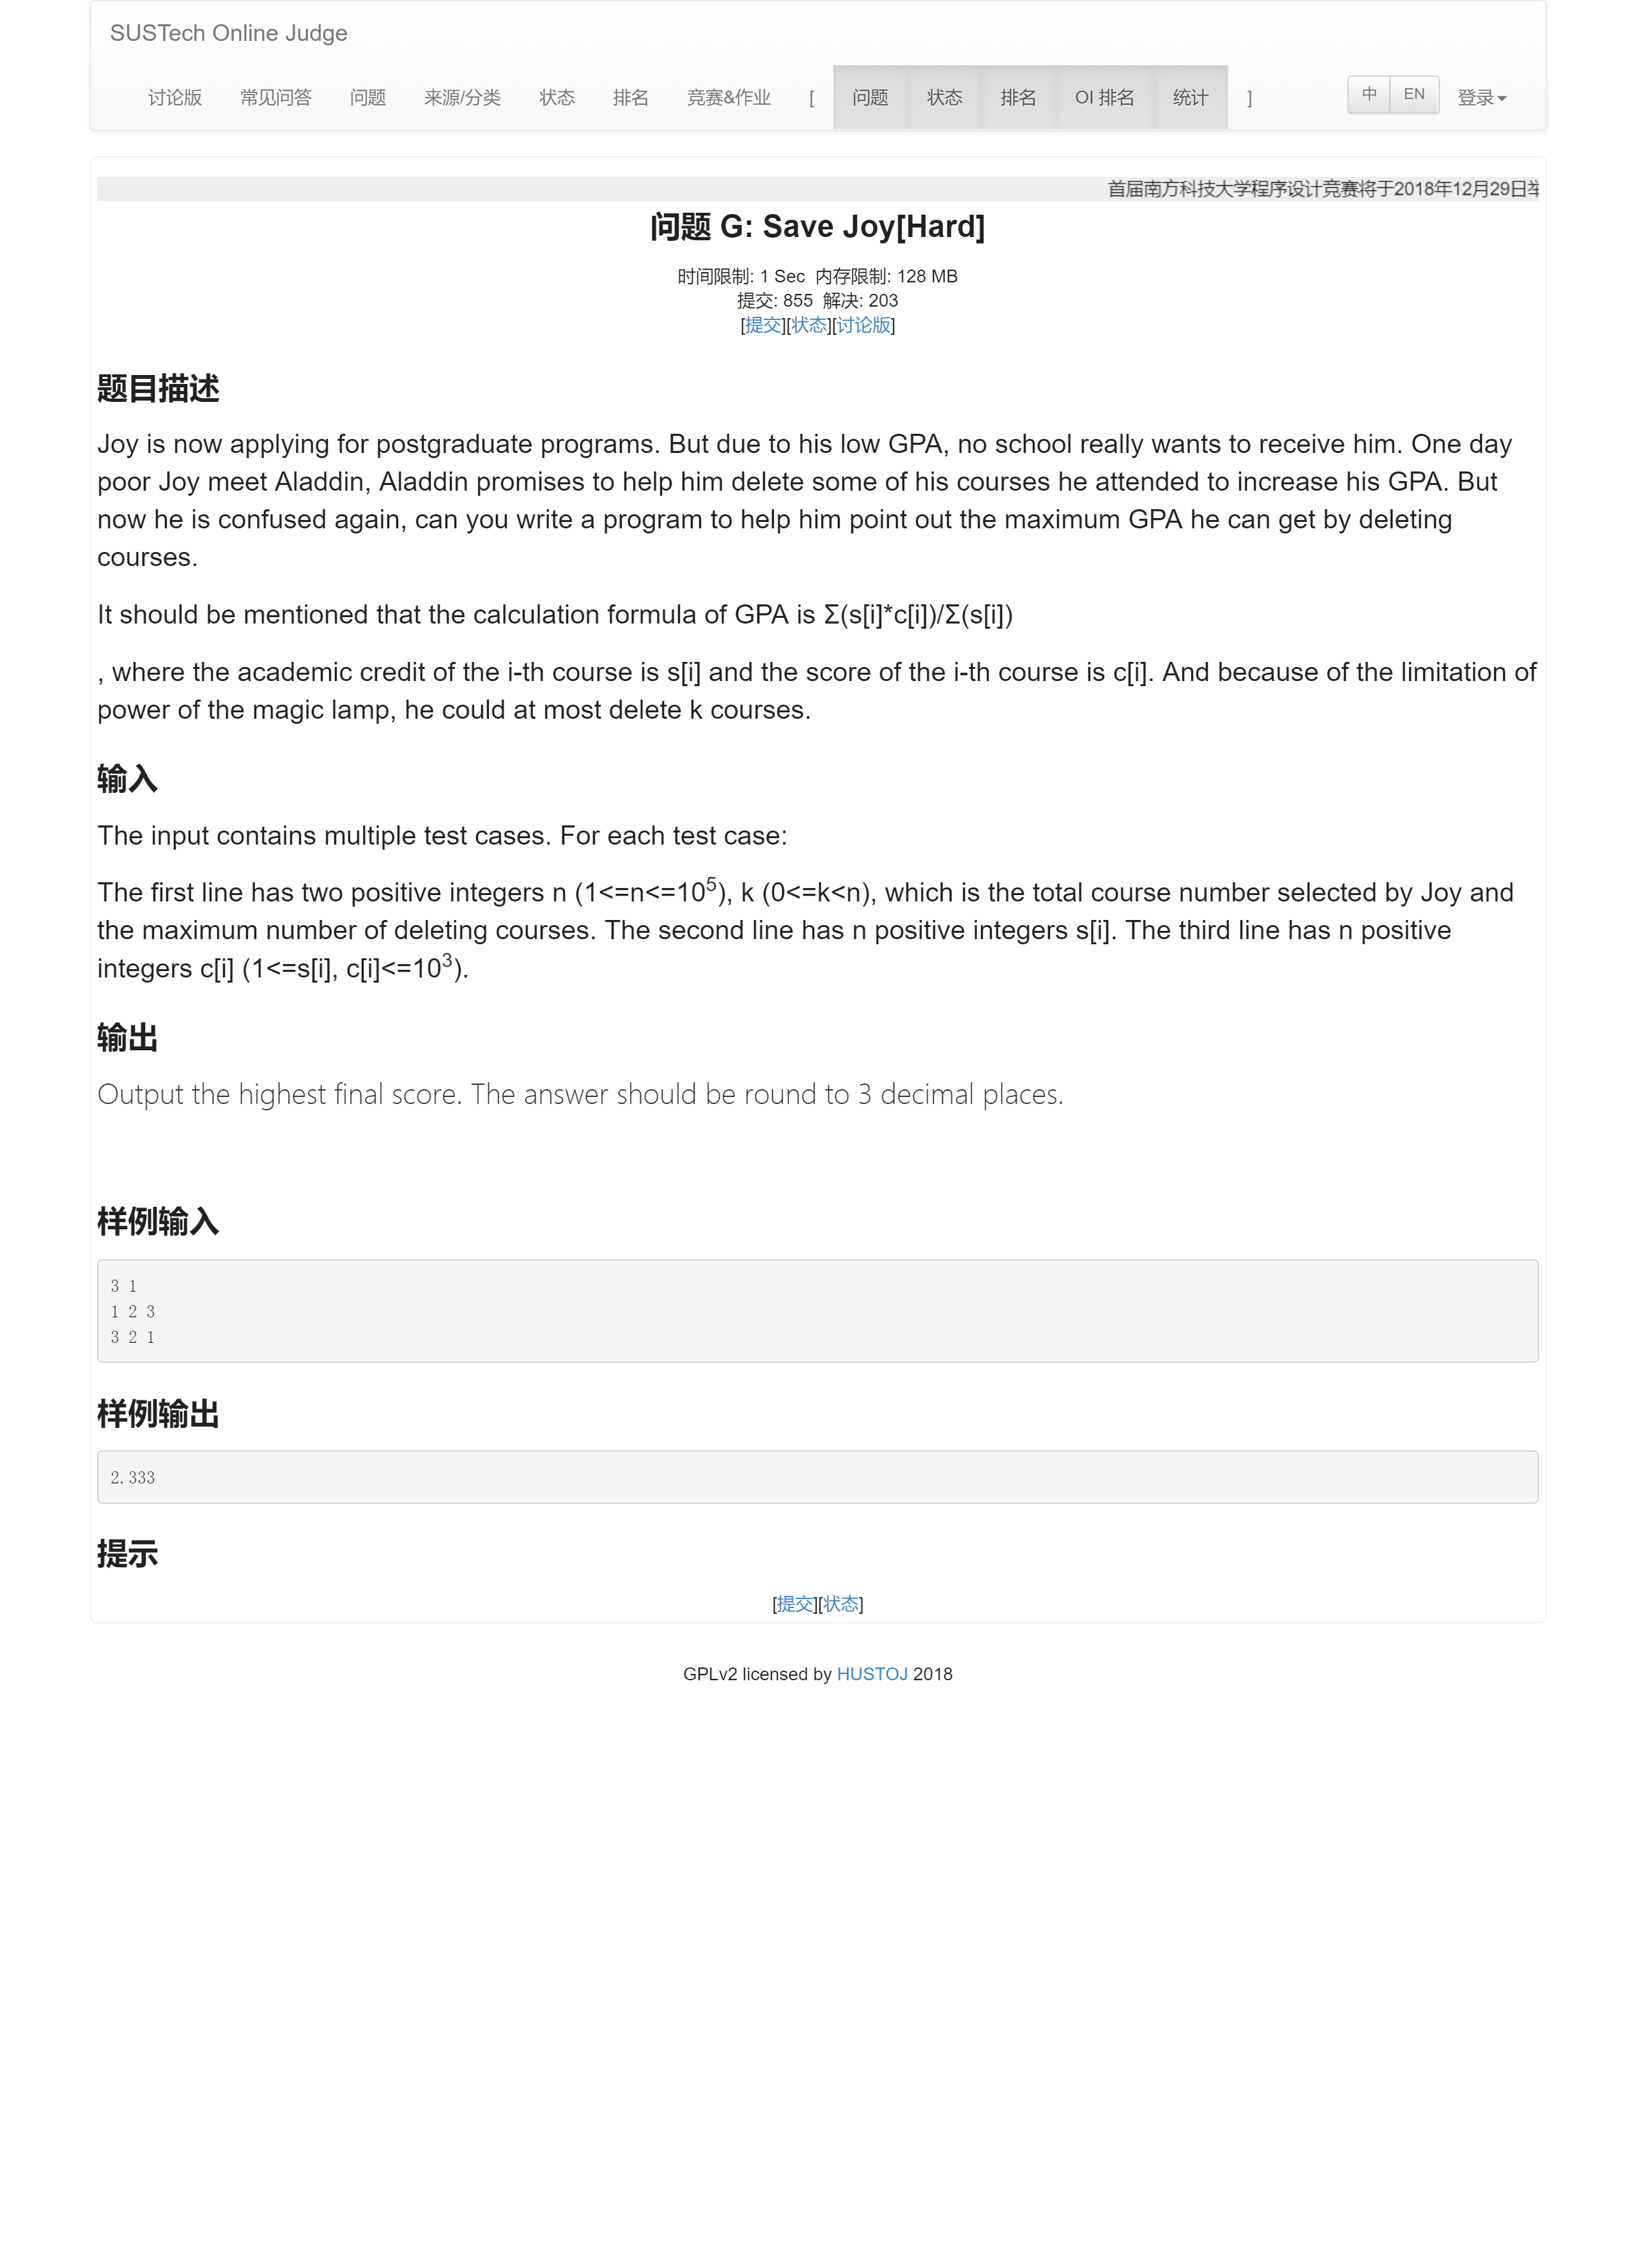 SUSTech Online Judge
讨论版 常见问答 问题 来源/分类 状态 排名 竞赛&作业 [ 问题 状态 排名 OI 排名 统计 ] 中 EN 登录
首届南方科技大学程序设计竞赛将于2018年12月29日
问题 G: Save Joy[Hard]
时间限制: 1 Sec 内存限制: 128 MB
提交: 855 解决: 203
[提交][状态][讨论版]
题目描述
Joy is now applying for postgraduate programs. But due to his low GPA, no school really wants to receive him. One day
poor Joy meet Aladdin, Aladdin promises to help him delete some of his courses he attended to increase his GPA. But
now he is confused again, can you write a program to help him point out the maximum GPA he can get by deleting
courses.
It should be mentioned that the calculation formula of GPA is Σ(s[i]*c[i])/Σ(s[i])
, where the academic credit of the i-th course is s[i] and the score of the i-th course is c[i]. And because of the limitation of
power of the magic lamp, he could at most delete k courses.
输入
The input contains multiple test cases. For each test case:
The first line has two positive integers n (1<=n<=10⁵), k (0<=k<n), which is the total course number selected by Joy and
the maximum number of deleting courses. The second line has n positive integers s[i]. The third line has n positive
integers c[i] (1<=s[i], c[i]<=10³).
输出
Output the highest final score. The answer should be round to 3 decimal places.
样例输入
3 1
1 2 3
3 2 1
样例输出
2.333
提示
[提交][状态]
GPLv2 licensed by HUSTOJ 2018